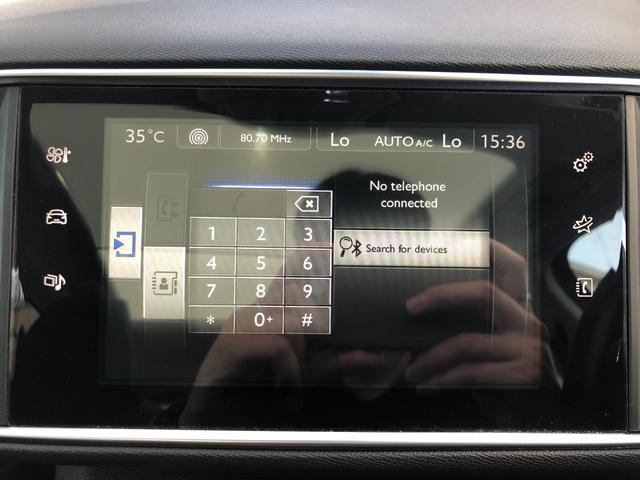 35°C 80.70 MHz Lo AUTO A/C Lo 15:36
No telephone
connected
1 2 3
Search for devices
4 5 6
7 8 9
* 0+ #